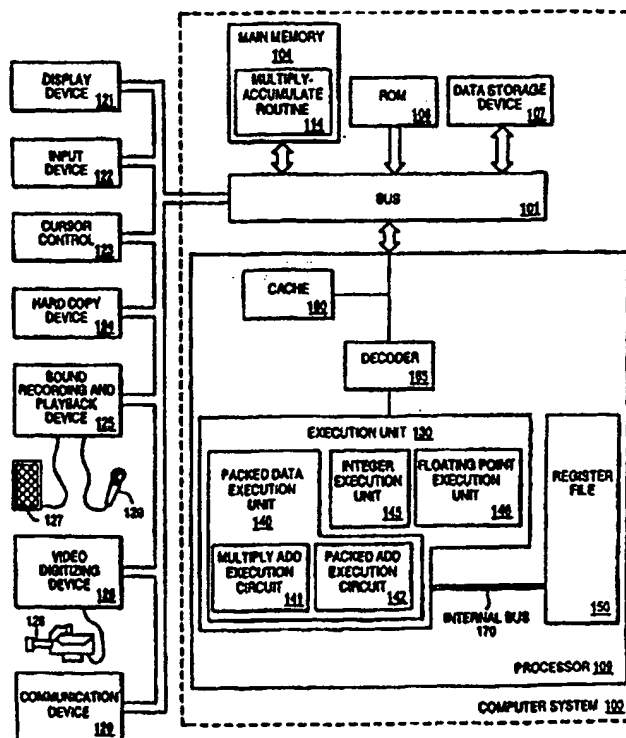 DISPLAY
DEVICE
121
INPUT
DEVICE
122
CURSOR
CONTROL
123
HARD COPY
DEVICE
124
SOUND
RECORDING AND
PLAYBACK
DEVICE
125
127
VIDEO
DIGITIZING
DEVICE
128
COMMUNICATION
DEVICE
129
MAIN MEMORY
104
MULTIPLY-
ACCUMULATE
ROUTINE
114
ROM
106
DATA STORAGE
DEVICE
107
BUS
101
CACHE
160
DECODER
165
EXECUTION UNIT 130
PACKED DATA
EXECUTION
UNIT
140
INTEGER
EXECUTION
UNIT
145
FLOATING POINT
EXECUTION
UNIT
146
MULTIPLY ADD
EXECUTION
CIRCUIT
141
PACKED ADD
EXECUTION
CIRCUIT
142
REGISTER
FILE
150
INTERNAL BUS
170
PROCESSOR 109
COMPUTER SYSTEM 100